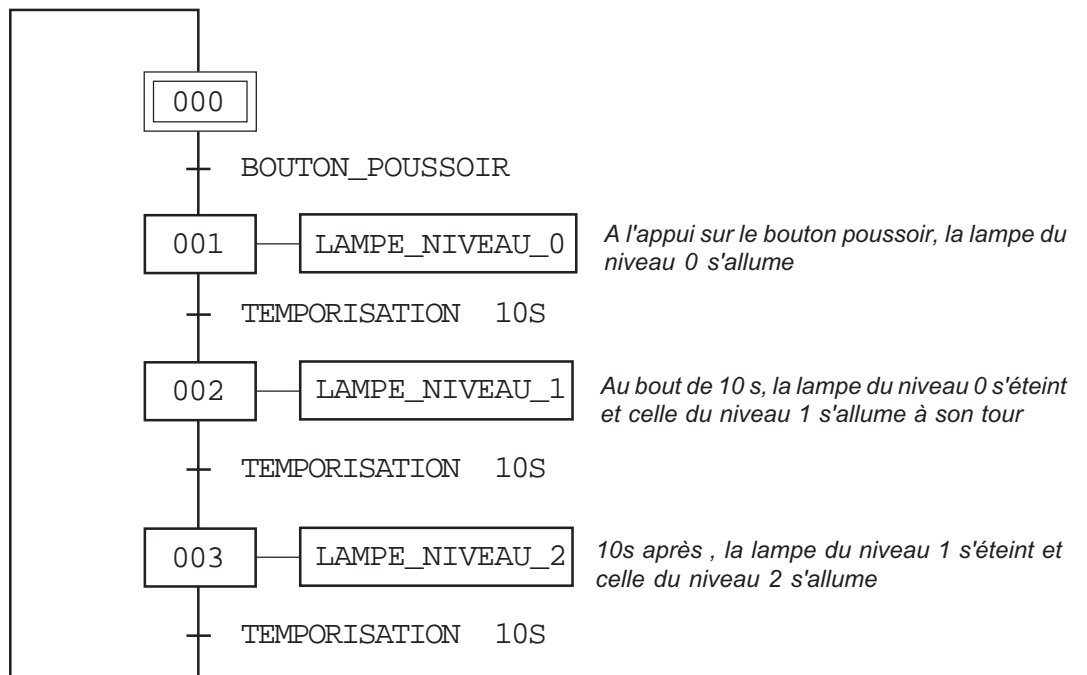 000
BOUTON_POUSSOIR
001
LAMPE_NIVEAU_0
A l'appui sur le bouton poussoir, la lampe du
niveau 0 s'allume
TEMPORISATION 10S
002
LAMPE_NIVEAU_1
Au bout de 10 s, la lampe du niveau 0 s'éteint
et celle du niveau 1 s'allume à son tour
TEMPORISATION 10S
003
LAMPE_NIVEAU_2
10s après , la lampe du niveau 1 s'éteint et
celle du niveau 2 s'allume
TEMPORISATION 10S